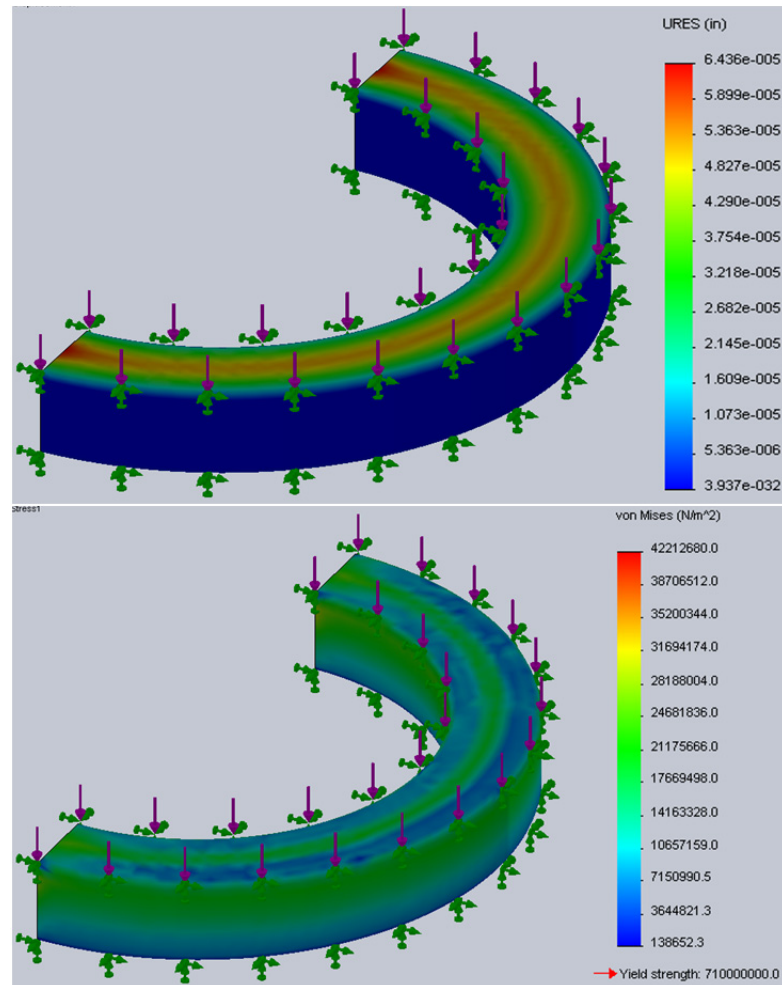 URES (in)
6.436e-005
5.899e-005
5.363e-005
4.827e-005
4.290e-005
3.754e-005
3.218e-005
2.682e-005
2.145e-005
1.609e-005
1.073e-005
5.363e-006
3.937e-032
Stress1
von Mises (N/m^2)
42212680.0
38706512.0
35200344.0
31694174.0
28188004.0
24681836.0
21175666.0
17669498.0
14163328.0
10657159.0
7150990.5
3644821.3
138652.3
Yield strength: 710000000.0